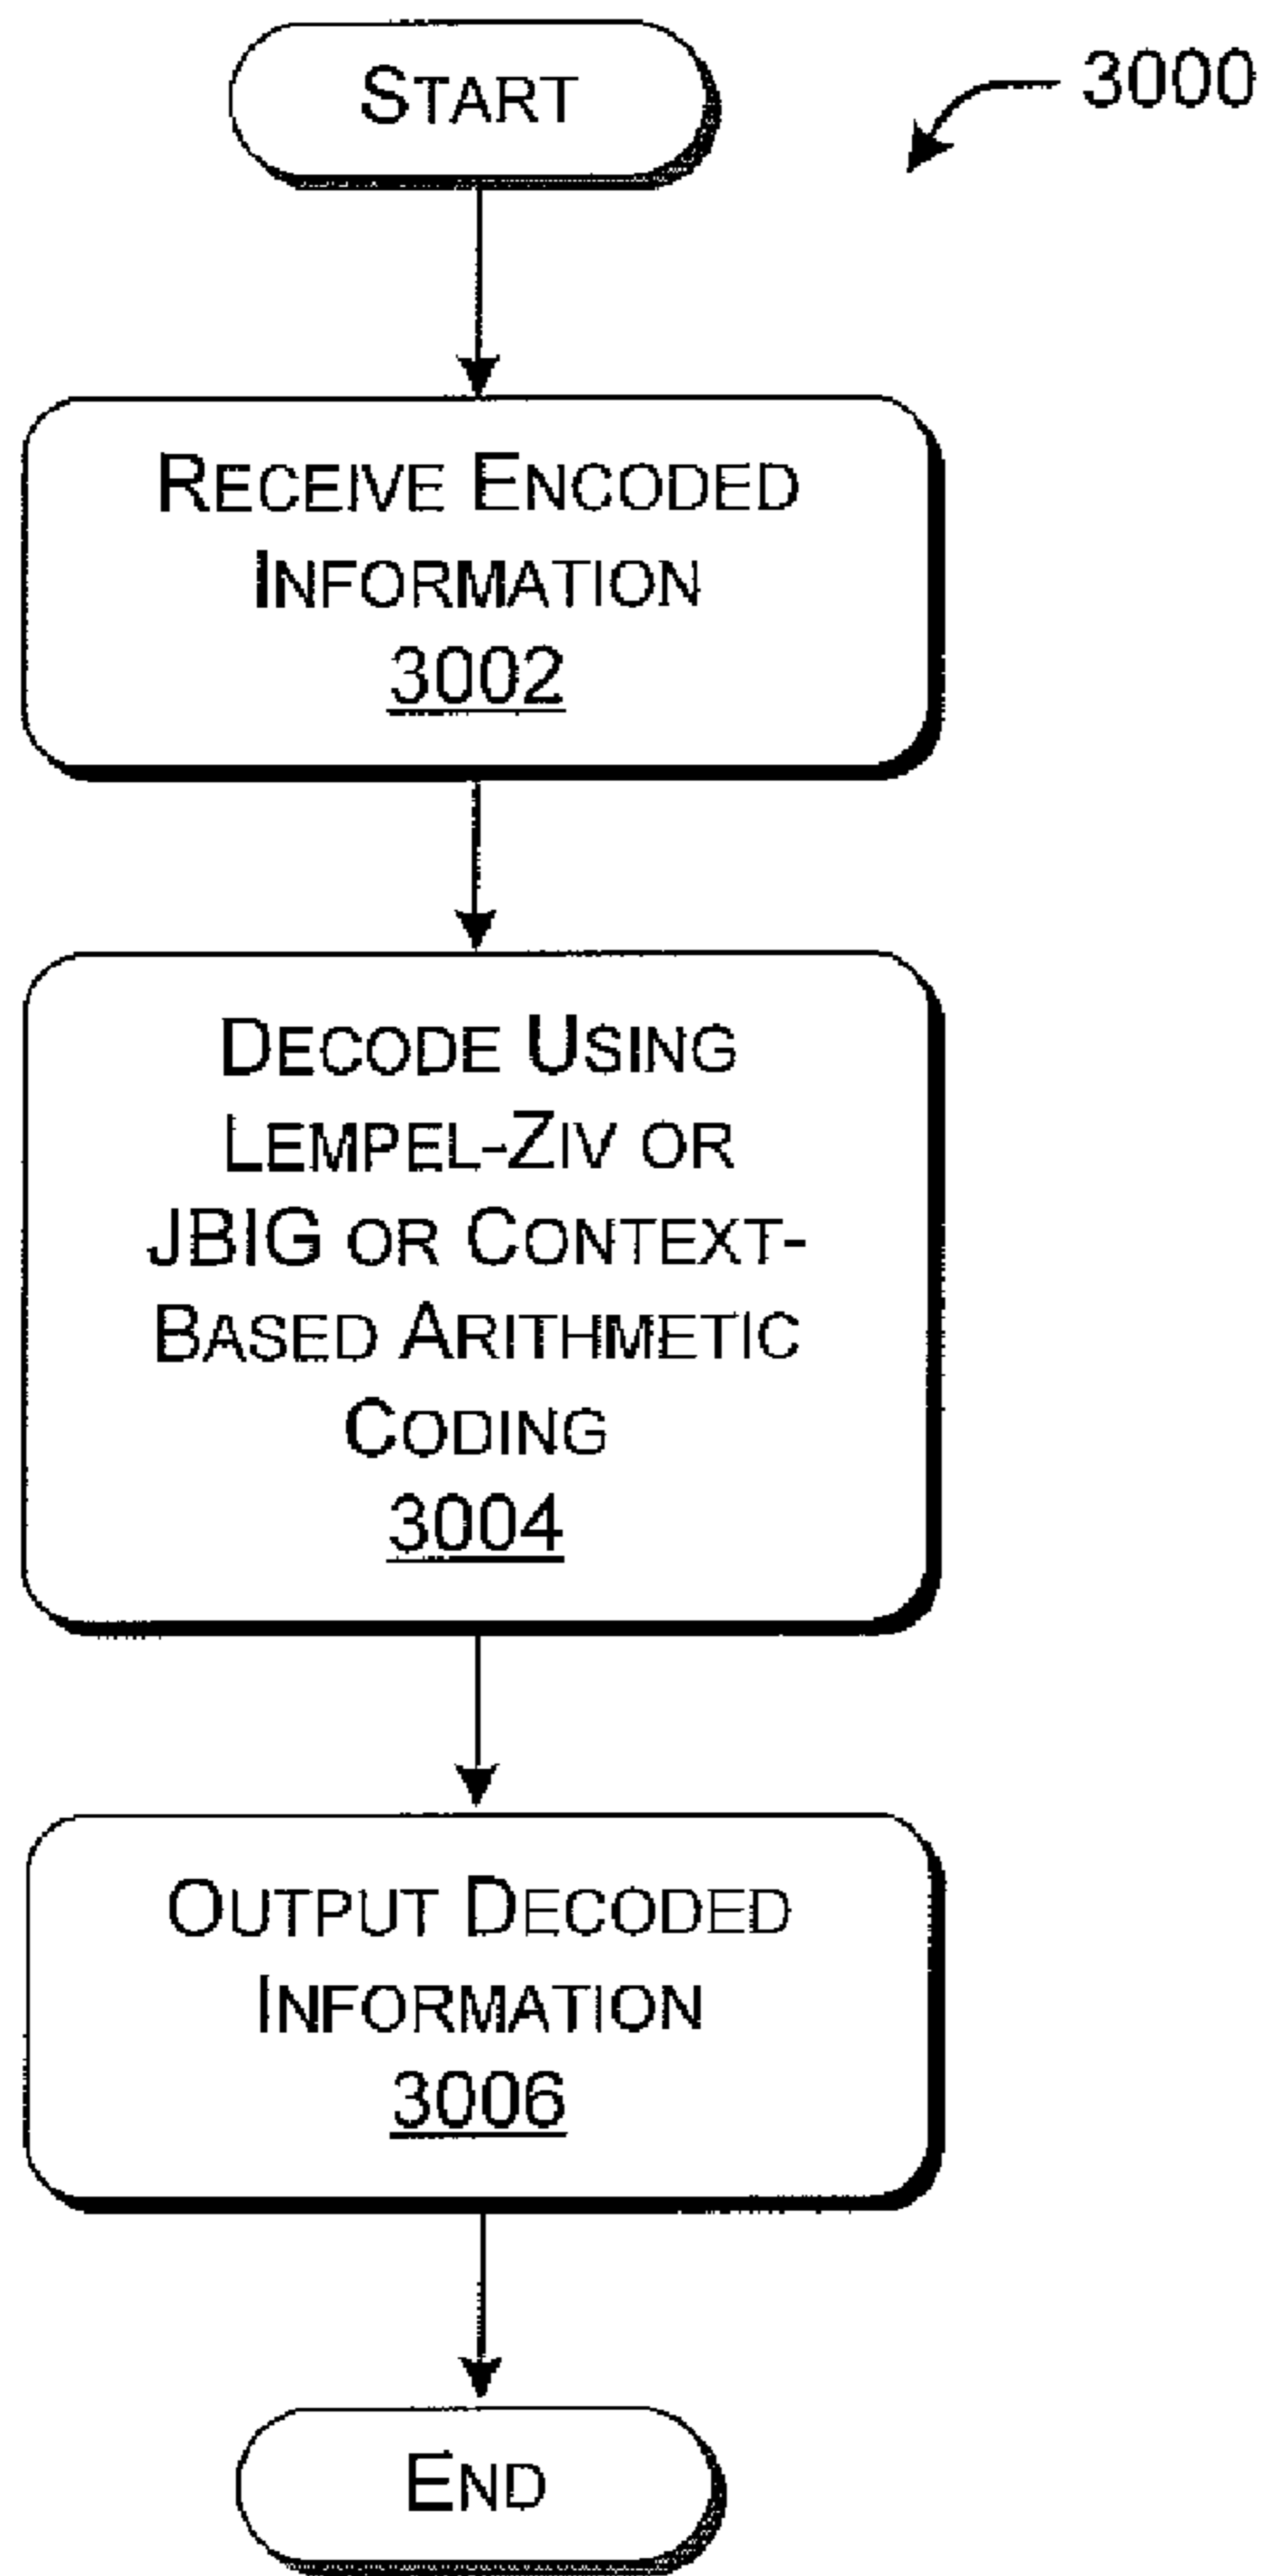 START
3000
RECEIVE ENCODED
INFORMATION
3002
DECODE USING
LEMPEL-ZIV OR
JBIG OR CONTEXT-
BASED ARITHMETIC
CODING
3004
OUTPUT DECODED
INFORMATION
3006
END